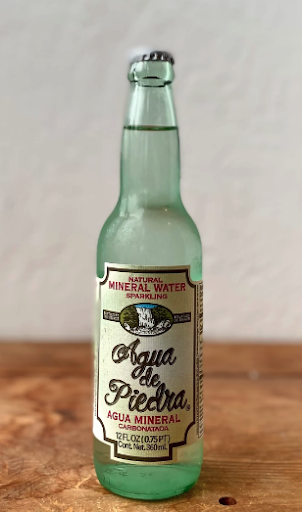 NATURAL
MINERAL WATER
SPARKLING
Agua
de
Piedra®
AGUA MINERAL
CARBONATADA
12 FL OZ (0.75 PT)
Cont. Net. 360 mL